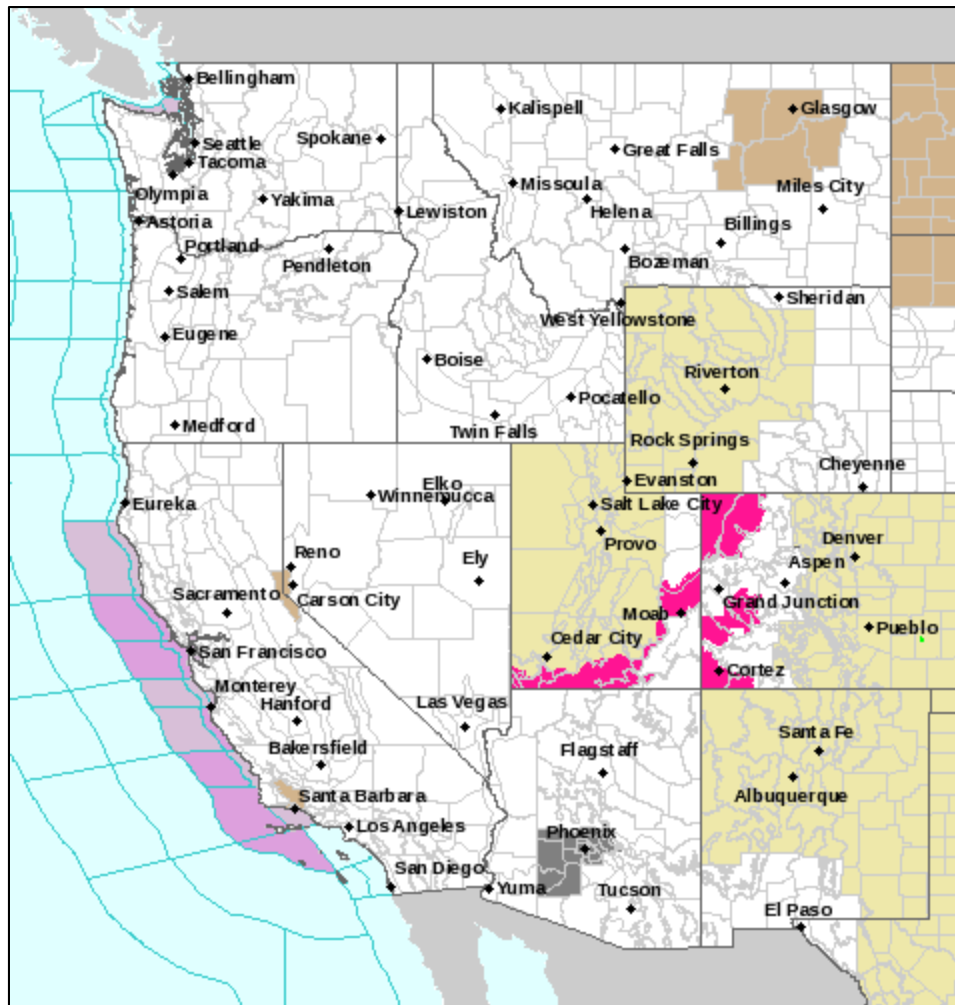 Bellingham
Kalispell
Glasgow
Spokane
Seattle
Great Falls
Tacoma
Missoula
Miles City
Olympia
Yakima
Lewiston
Helena
Astoria
Billings
Portland
Pendleton
Bozeman
Salem
Sheridan
West Yellowstone
Eugene
Boise
Riverton
Pocatello
Medford
Twin Falls
Rock Springs
Cheyenne
Elko
Evanston
Eureka
Winnemucca
Salt Lake City
Reno
Ely
Provo
Denver
Aspen
Sacramento
Carson City
Grand Junction
Moab
Pueblo
Cedar City
San Francisco
Cortez
Monterey
Hanford
Las Vegas
Santa Fe
Bakersfield
Flagstaff
Albuquerque
Santa Barbara
Los Angeles
Phoenix
San Diego
Yuma
Tucson
El Paso